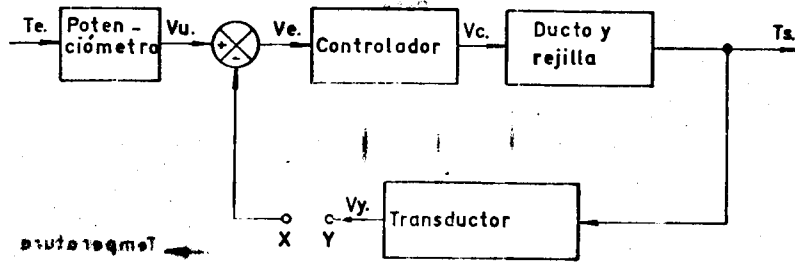 Te.
Poten-
ciómetro
Vu.
+
-
Ve.
Controlador
Vc.
Ducto y
rejilla
Ts.
X
Y
Vy.
Transductor
Temperatura